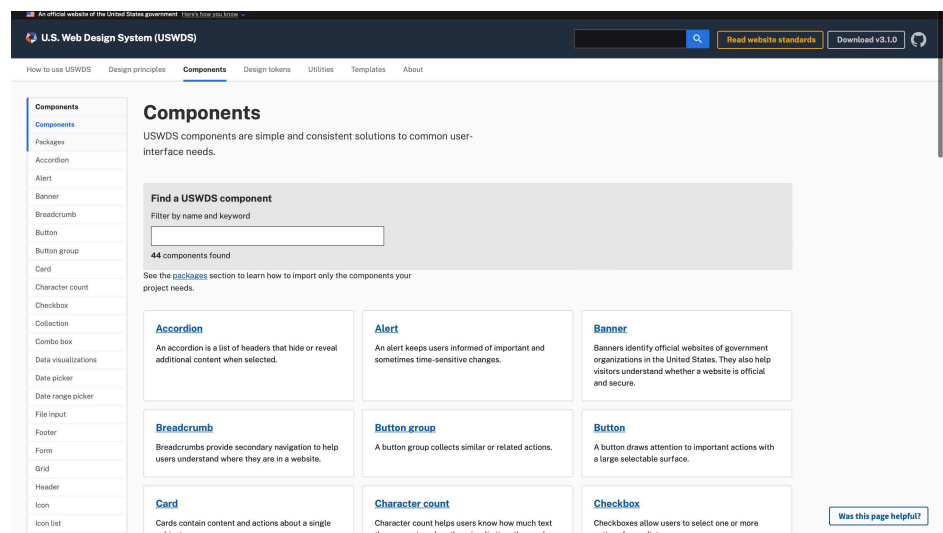 An official website of the United States government Here's how you know
U.S. Web Design System (USWDS)
Read website standards
Download v3.1.0
How to use USWDS Design principles Components Design tokens Utilities Templates About
Components
Components
Packages
Accordion
Alert
Banner
Breadcrumb
Button
Button group
Card
Character count
Checkbox
Collection
Combo box
Data visualizations
Date picker
Date range picker
File input
Footer
Form
Grid
Header
Icon
Icon list
Components
USWDS components are simple and consistent solutions to common user-
interface needs.
Find a USWDS component
Filter by name and keyword
44 components found
See the packages section to learn how to import only the components your
project needs.
Accordion
An accordion is a list of headers that hide or reveal
additional content when selected.
Alert
An alert keeps users informed of important and
sometimes time-sensitive changes.
Banner
Banners identify official websites of government
organizations in the United States. They also help
visitors understand whether a website is official
and secure.
Breadcrumb
Breadcrumbs provide secondary navigation to help
users understand where they are in a website.
Button group
A button group collects similar or related actions.
Button
A button draws attention to important actions with
a large selectable surface.
Card
Cards contain content and actions about a single
Character count
Character count helps users know how much text
Checkbox
Checkboxes allow users to select one or more
Was this page helpful?